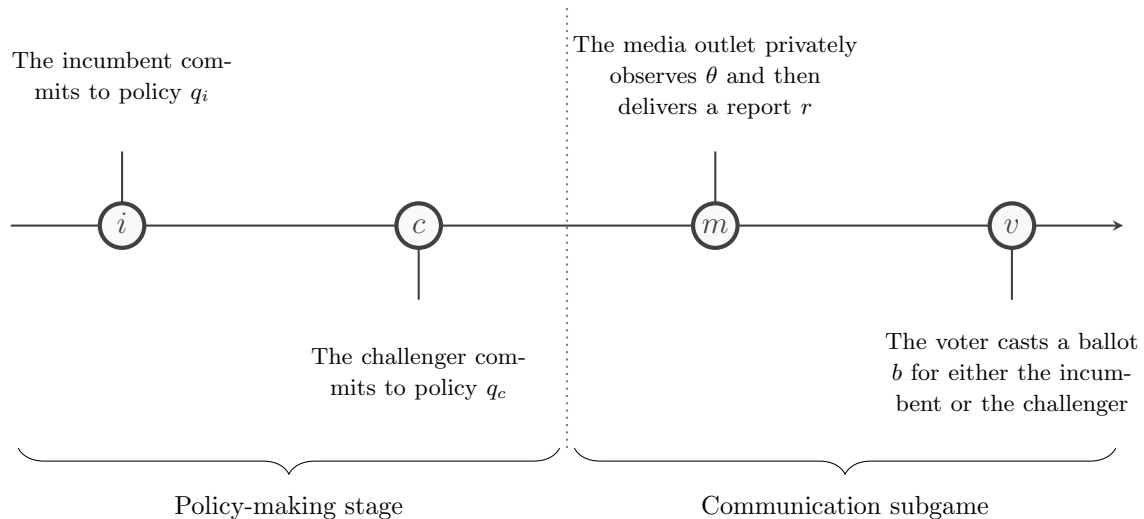 The incumbent com-
mits to policy q_i
The media outlet privately
observes θ and then
delivers a report r
i
c
m
v
The challenger com-
mits to policy q_c
The voter casts a ballot
b for either the incum-
bent or the challenger
Policy-making stage
Communication subgame